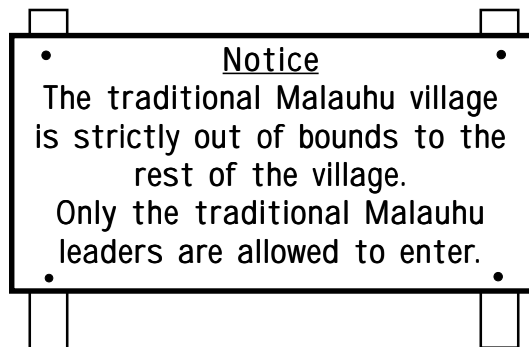 Notice
The traditional Malauhu village
is strictly out of bounds to the
rest of the village.
Only the traditional Malauhu
leaders are allowed to enter.